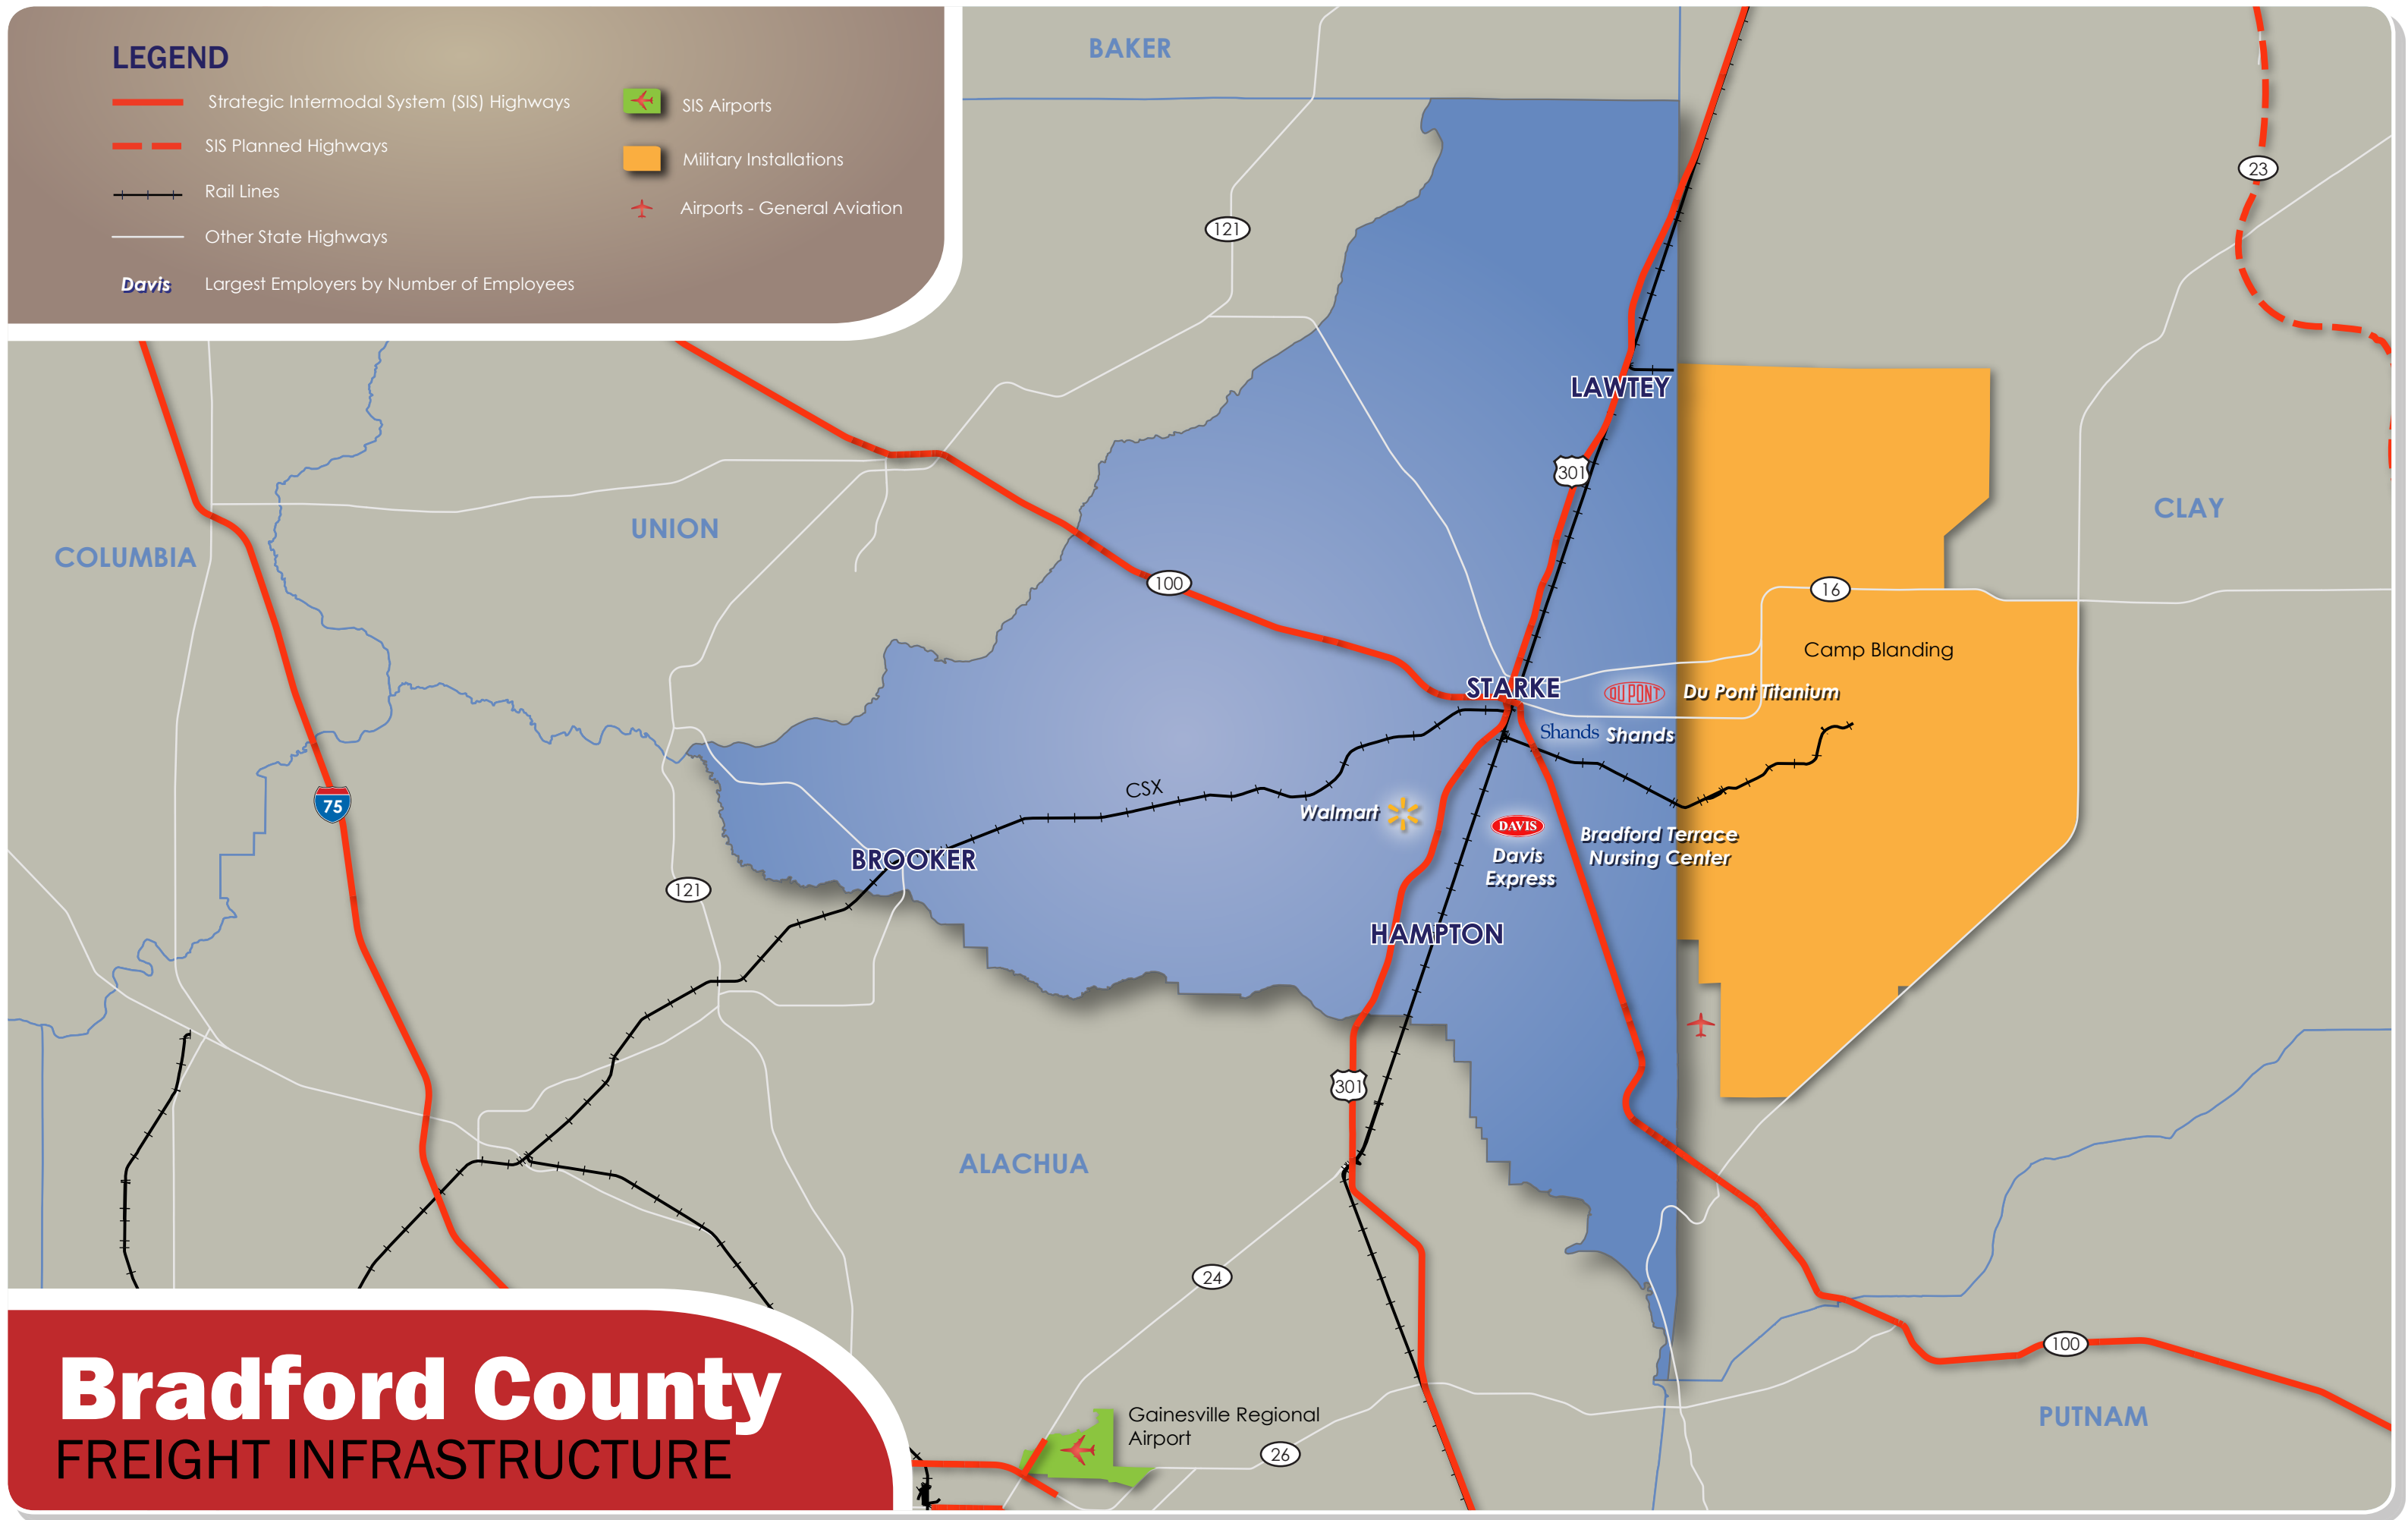 LEGEND
Strategic Intermodal System (SIS) Highways
SIS Planned Highways
Rail Lines
Other State Highways
Davis Largest Employers by Number of Employees
SIS Airports
Military Installations
Airports - General Aviation
BAKER
23
121
LAWTEY
301
CLAY
UNION
COLUMBIA
100
16
Camp Blanding
STARKE
DU PONT Du Pont Titanium
Shands Shands
CSX
75
Walmart
DAVIS
Davis
Express
Bradford Terrace
Nursing Center
BROOKER
121
HAMPTON
301
ALACHUA
24
100
Gainesville Regional
Airport
26
PUTNAM
Bradford County
FREIGHT INFRASTRUCTURE